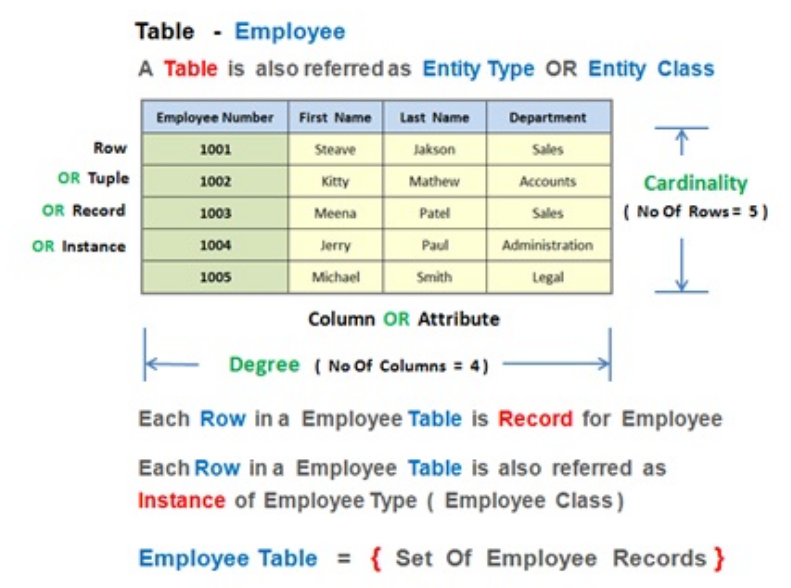 Table - Employee
A Table is also referred as Entity Type OR Entity Class
Employee Number First Name Last Name Department
Row 1001 Steave Jakson Sales
OR Tuple 1002 Kitty Mathew Accounts
Cardinality
OR Record 1003 Meena Patel Sales
( No Of Rows = 5 )
OR Instance 1004 Jerry Paul Administration
1005 Michael Smith Legal
Column OR Attribute
Degree ( No Of Columns = 4 )
Each Row in a Employee Table is Record for Employee
Each Row in a Employee Table is also referred as
Instance of Employee Type ( Employee Class )
Employee Table = { Set Of Employee Records }